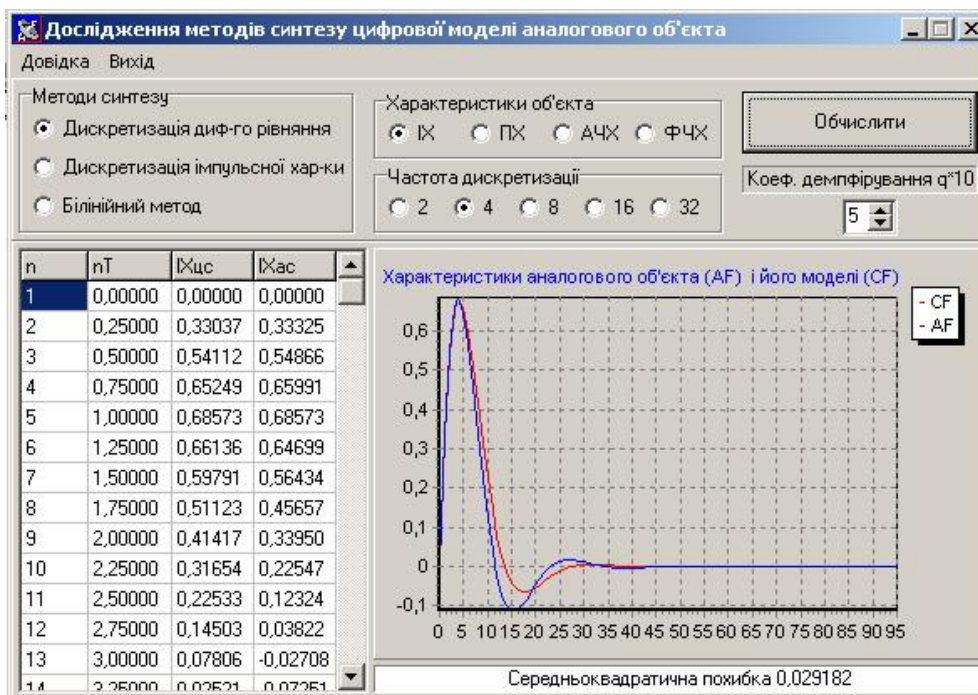 Дослідження методів синтезу цифрової моделі аналогового об'єкта
Довідка Вихід
Методи синтезу
Дискретизація диф-го рівняння
Дискретизація імпульсної хар-ки
Білінійний метод
Характеристики об'єкта
ІХ ПХ АЧХ ФЧХ
Частота дискретизації
2 4 8 16 32
Обчислити
Коеф. демпфірування q*10
5
n nT ІХцс ІХас
1 0,00000 0,00000 0,00000
2 0,25000 0,33037 0,33325
3 0,50000 0,54112 0,54866
4 0,75000 0,65249 0,65991
5 1,00000 0,68573 0,68573
6 1,25000 0,66136 0,64699
7 1,50000 0,59791 0,56434
8 1,75000 0,51123 0,45657
9 2,00000 0,41417 0,33950
10 2,25000 0,31654 0,22547
11 2,50000 0,22533 0,12324
12 2,75000 0,14503 0,03822
13 3,00000 0,07806 -0,02708
14 3,25000 0,02521 -0,07251
Характеристики аналогового об'єкта (AF) і його моделі (CF)
CF
AF
0,6
0,5
0,4
0,3
0,2
0,1
0
-0,1
0 5 10 15 20 25 30 35 40 45 50 55 60 65 70 75 80 85 90 95
Середньоквадратична похибка 0,029182